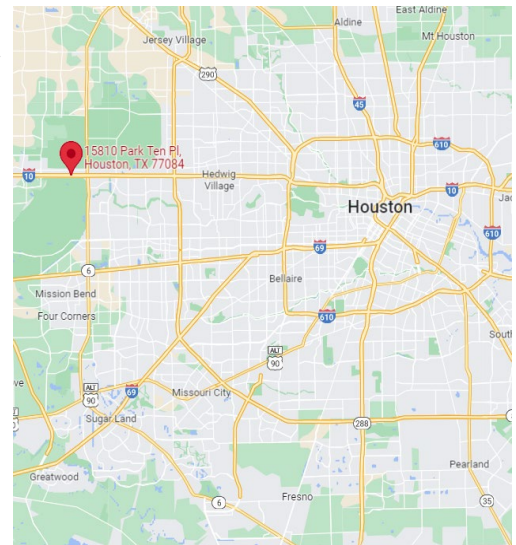 East Aldine
Aldine
Mt Houston
Jersey Village
290
45
610
15810 Park Ten Pl,
Houston, TX 77084
10
Hedwig
Village
10
Houston
610
6
69
Bellaire
Mission Bend
Four Corners
610
ALT
90
ALT
90
69
Missouri City
Sugar Land
288
Pearland
Greatwood
Fresno
6
35